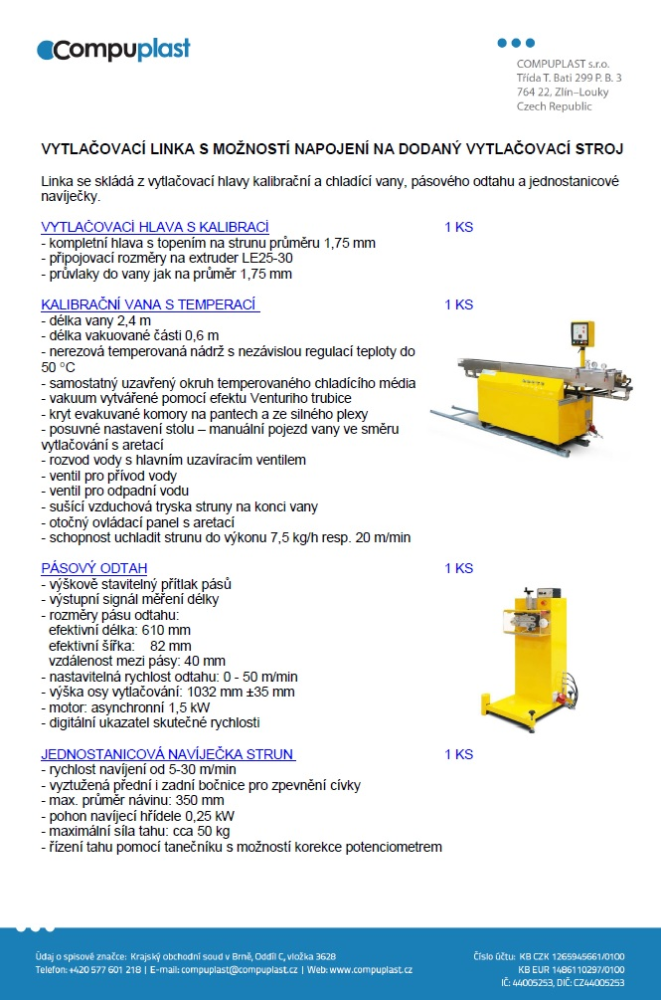 Compuplast
COMPUPLAST s.r.o.
Třída T. Bati 299 P. B. 3
764 22, Zlín–Louky
Czech Republic
VYTLAČOVACÍ LINKA S MOŽNOSTÍ NAPOJENÍ NA DODANÝ VYTLAČOVACÍ STROJ
Linka se skládá z vytlačovací hlavy kalibrační a chladící vany, pásového odtahu a jednostanicové
navíječky.
VYTLAČOVACÍ HLAVA S KALIBRACÍ 1 KS
- kompletní hlava s topením na strunu průměru 1,75 mm
- připojovací rozměry na extruder LE25-30
- průvlaky do vany jak na průměr 1,75 mm
KALIBRAČNÍ VANA S TEMPERACÍ 1 KS
- délka vany 2,4 m
- délka vakuované části 0,6 m
- nerezová temperovaná nádrž s nezávislou regulací teploty do
50 °C
- samostatný uzavřený okruh temperovaného chladícího média
- vakuum vytvářené pomocí efektu Venturiho trubice
- kryt evakuované komory na pantech a ze silného plexy
- posuvné nastavení stolu – manuální pojezd vany ve směru
vytlačování s aretací
- rozvod vody s hlavním uzavíracím ventilem
- ventil pro přívod vody
- ventil pro odpadní vodu
- sušící vzduchová tryska struny na konci vany
- otočný ovládací panel s aretací
- schopnost uchladit strunu do výkonu 7,5 kg/h resp. 20 m/min
PÁSOVÝ ODTAH 1 KS
- výškově stavitelný přítlak pásů
- výstupní signál měření délky
- rozměry pásu odtahu:
efektivní délka: 610 mm
efektivní šířka: 82 mm
vzdálenost mezi pásy: 40 mm
- nastavitelná rychlost odtahu: 0 - 50 m/min
- výška osy vytlačování: 1032 mm ±35 mm
- motor: asynchronní 1,5 kW
- digitální ukazatel skutečné rychlosti
JEDNOSTANICOVÁ NAVÍJEČKA STRUN 1 KS
- rychlost navíjení od 5-30 m/min
- vyztužená přední i zadní bočnice pro zpevnění cívky
- max. průměr návinu: 350 mm
- pohon navíjecí hřídele 0,25 kW
- maximální síla tahu: cca 50 kg
- řízení tahu pomocí tanečníku s možností korekce potenciometrem
Údaj o spisové značce: Krajský obchodní soud v Brně, Oddíl C, vložka 3628
Telefon: +420 577 601 218 | E-mail: compuplast@compuplast.cz | Web: www.compuplast.cz
Číslo účtu: KB CZK 1265945661/0100
KB EUR 1486110297/0100
IČ: 44005253, DIČ: CZ44005253